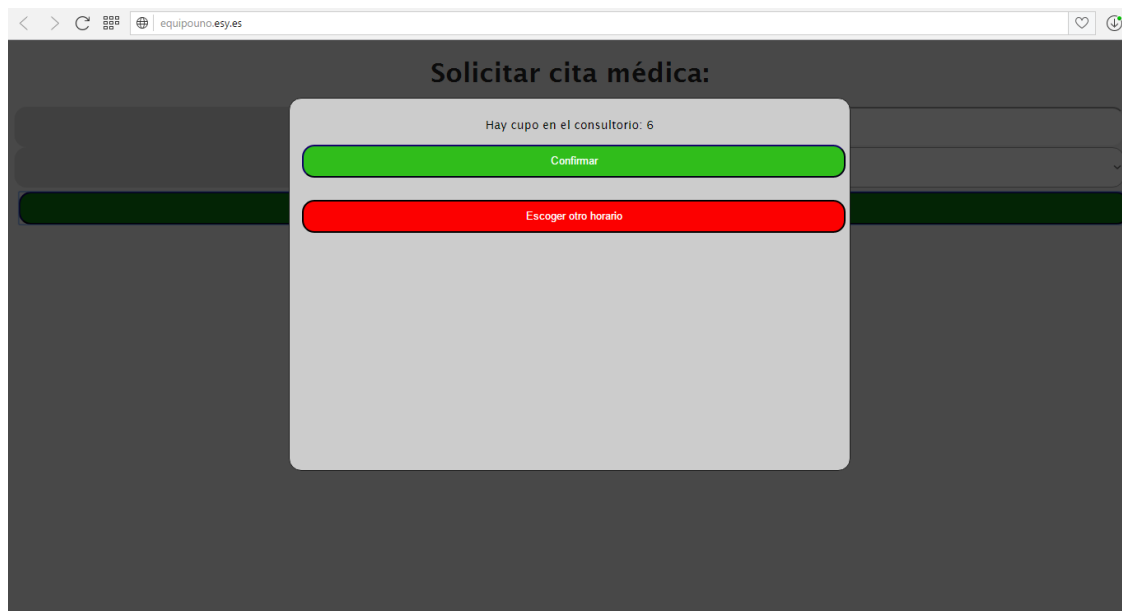 equipouno.esy.es
Solicitar cita médica:
Hay cupo en el consultorio: 6
Confirmar
Escoger otro horario